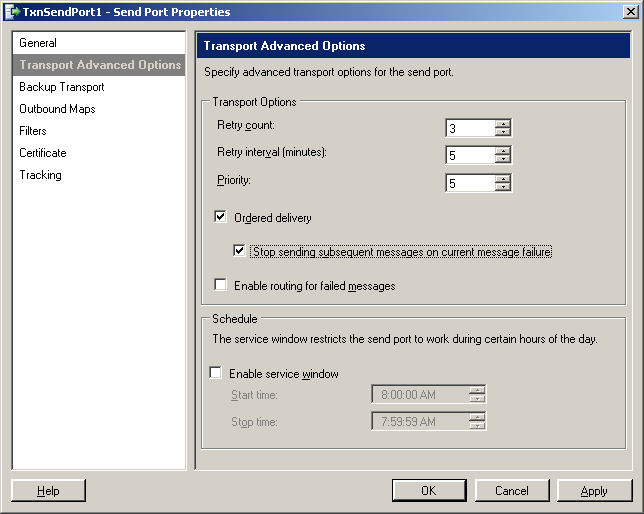 TxnSendPort1 - Send Port Properties
General
Transport Advanced Options
Backup Transport
Outbound Maps
Filters
Certificate
Tracking
Transport Advanced Options
Specify advanced transport options for the send port.
Transport Options
Retry count:
3
Retry interval (minutes):
5
Priority:
5
Ordered delivery
Stop sending subsequent messages on current message failure
Enable routing for failed messages
Schedule
The service window restricts the send port to work during certain hours of the day.
Enable service window
Start time:
8:00:00 AM
Stop time:
7:59:59 AM
Help
OK
Cancel
Apply